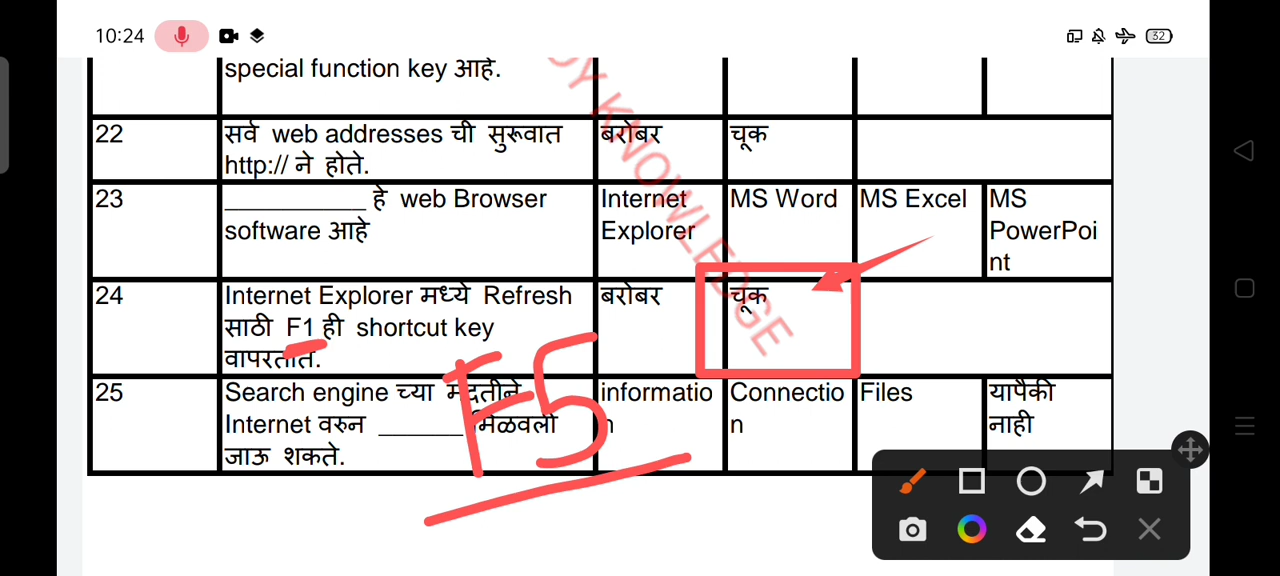 10:24
32
special function key आहे.
22 सर्व web addresses ची सुरूवात बरोबर चूक
http:// ने होते.
23 __________ हे web Browser Internet MS Word MS Excel MS
software आहे Explorer PowerPoi
nt
24 Internet Explorer मध्ये Refresh बरोबर चूक
साठी F1 ही shortcut key
वापरतात.
25 Search engine च्या मदतीने informatio Connectio Files यापैकी
Internet वरुन ______ मिळवली n n नाही
जाऊ शकते.
F5
KNOWLEDGE